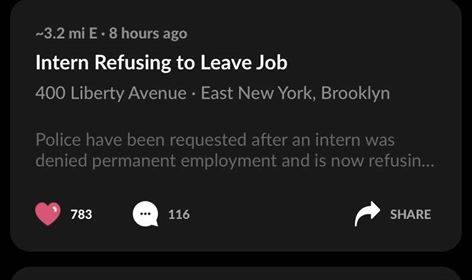 ~3.2 mi E · 8 hours ago
Intern Refusing to Leave Job
400 Liberty Avenue · East New York, Brooklyn
Police have been requested after an intern was
denied permanent employment and is now refusin...
783
116
SHARE